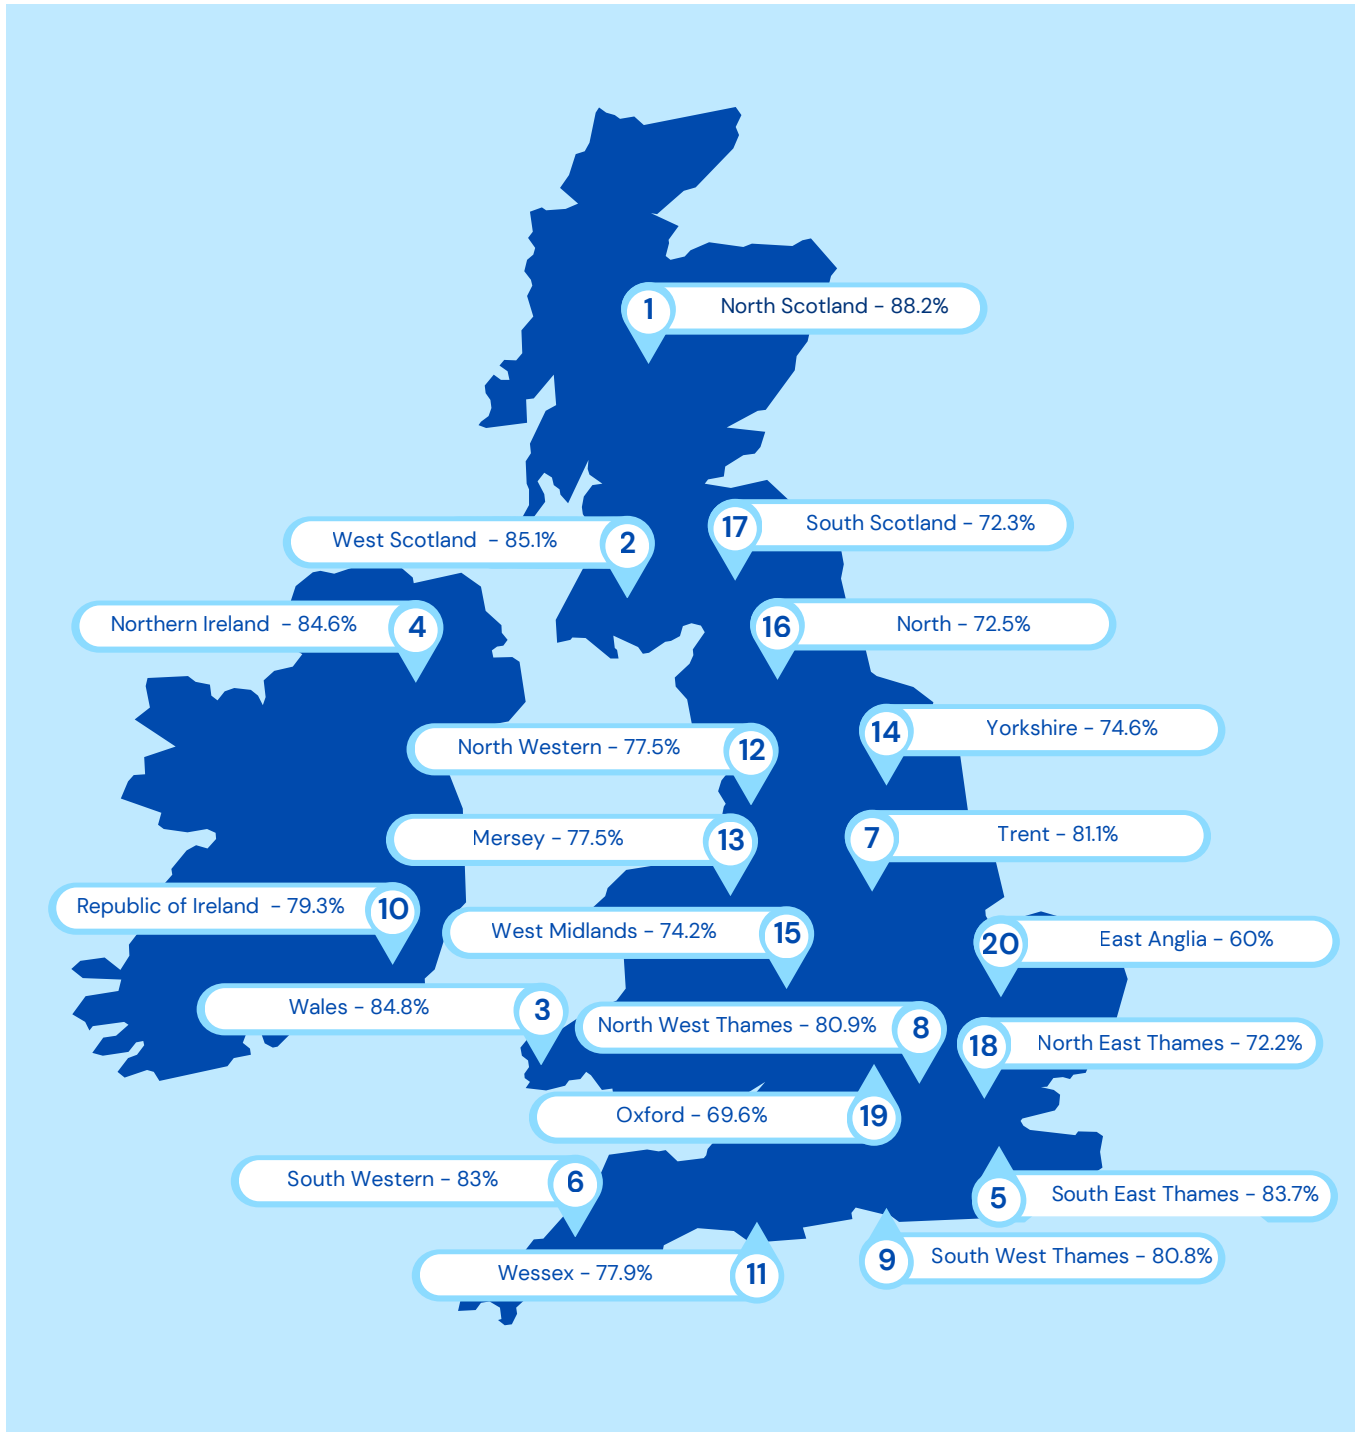 1 North Scotland - 88.2%
17 South Scotland - 72.3%
West Scotland - 85.1% 2
16 North - 72.5%
Northern Ireland - 84.6% 4
14 Yorkshire - 74.6%
North Western - 77.5% 12
7 Trent - 81.1%
Mersey - 77.5% 13
Republic of Ireland - 79.3% 10
West Midlands - 74.2% 15
20 East Anglia - 60%
Wales - 84.8% 3
North West Thames - 80.9% 8
18 North East Thames - 72.2%
Oxford - 69.6% 19
South Western - 83% 6
5 South East Thames - 83.7%
9 South West Thames - 80.8%
Wessex - 77.9% 11